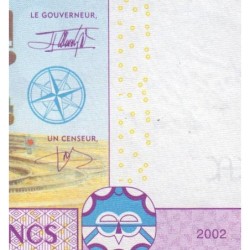 LE GOUVERNEUR,
UN CENSEUR,
NCS
2002